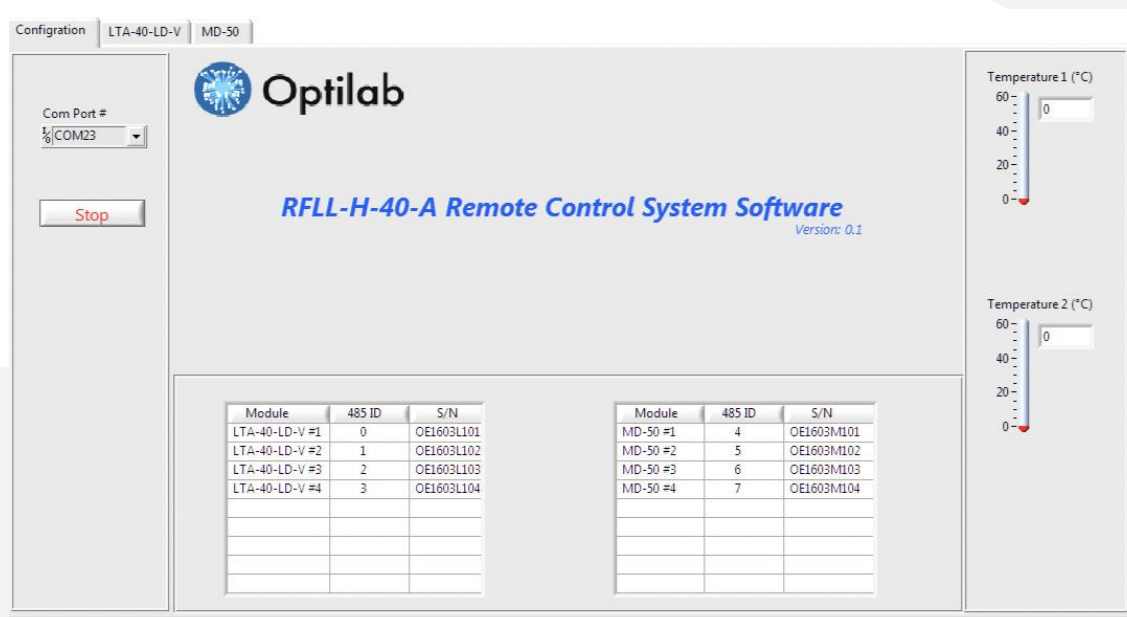 Configration LTA-40-LD-V MD-50
Optilab
Com Port #
COM23
Stop
RFLL-H-40-A Remote Control System Software
Version: 0.1
Temperature 1 (°C)
60
0
40
20
0
Temperature 2 (°C)
60
0
40
20
0
Module 485 ID S/N
LTA-40-LD-V #1 0 OE1603L101
LTA-40-LD-V #2 1 OE1603L102
LTA-40-LD-V #3 2 OE1603L103
LTA-40-LD-V #4 3 OE1603L104
Module 485 ID S/N
MD-50 #1 4 OE1603M101
MD-50 #2 5 OE1603M102
MD-50 #3 6 OE1603M103
MD-50 #4 7 OE1603M104